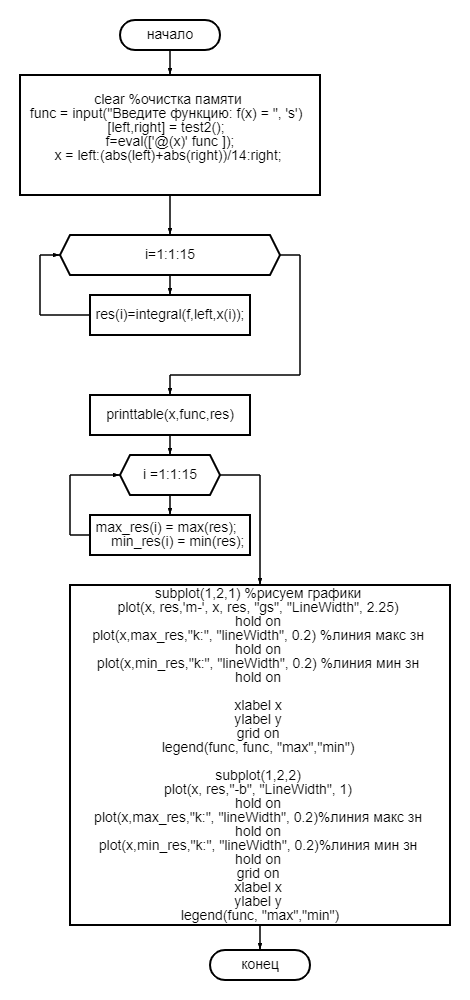 начало
clear %очистка памяти
func = input("Введите функцию: f(x) = ", 's')
[left,right] = test2();
f=eval(['@(x)' func ]);
x = left:(abs(left)+abs(right))/14:right;
i=1:1:15
res(i)=integral(f,left,x(i));
printtable(x,func,res)
i =1:1:15
max_res(i) = max(res);
min_res(i) = min(res);
subplot(1,2,1) %рисуем графики
plot(x, res,'m-', x, res, "gs", "LineWidth", 2.25)
hold on
plot(x,max_res,"k:", "lineWidth", 0.2) %линия макс зн
hold on
plot(x,min_res,"k:", "lineWidth", 0.2) %линия мин зн
hold on
xlabel x
ylabel y
grid on
legend(func, func, "max","min")
subplot(1,2,2)
plot(x, res,"-b", "LineWidth", 1)
hold on
plot(x,max_res,"k:", "lineWidth", 0.2)%линия макс зн
hold on
plot(x,min_res,"k:", "lineWidth", 0.2)%линия мин зн
hold on
grid on
xlabel x
ylabel y
legend(func, "max","min")
конец